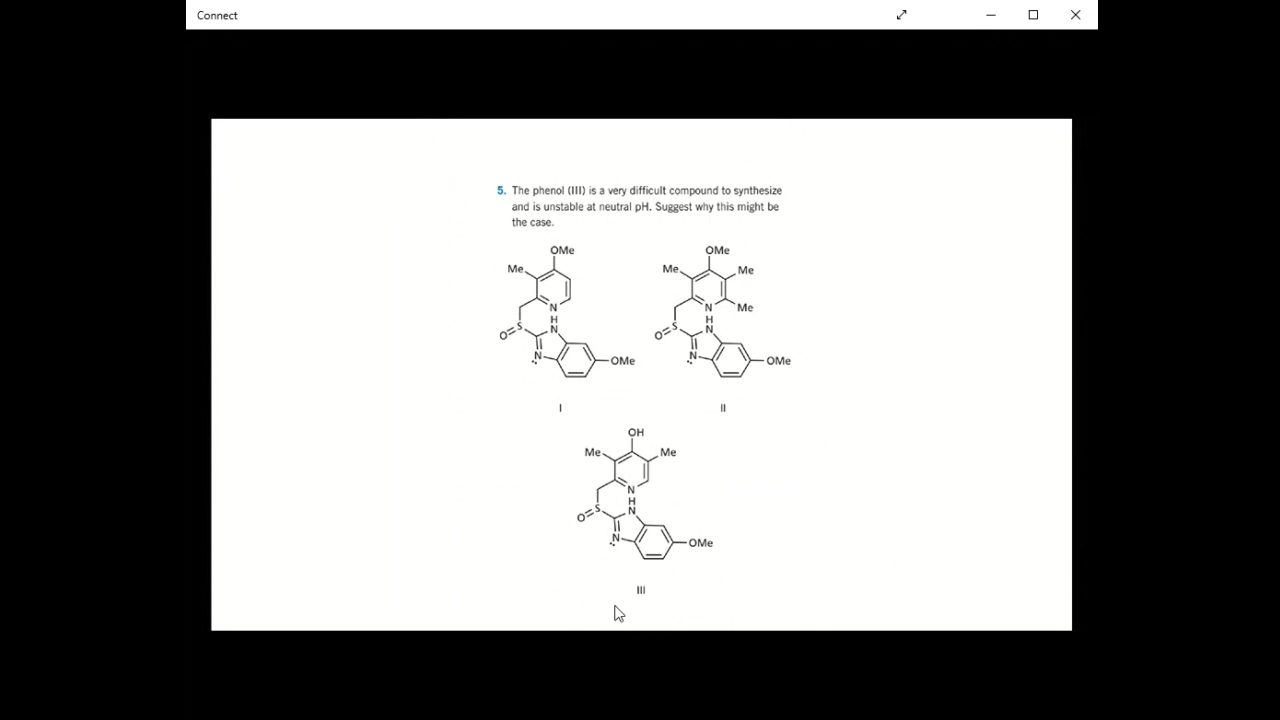 Connect
5. The phenol (III) is a very difficult compound to synthesize
and is unstable at neutral pH. Suggest why this might be
the case.
OMe
Me
N
H
N
S
O
N
OMe
I
OMe
Me
Me
N
Me
H
N
S
O
N
OMe
II
OH
Me
Me
N
H
N
S
O
N
OMe
III